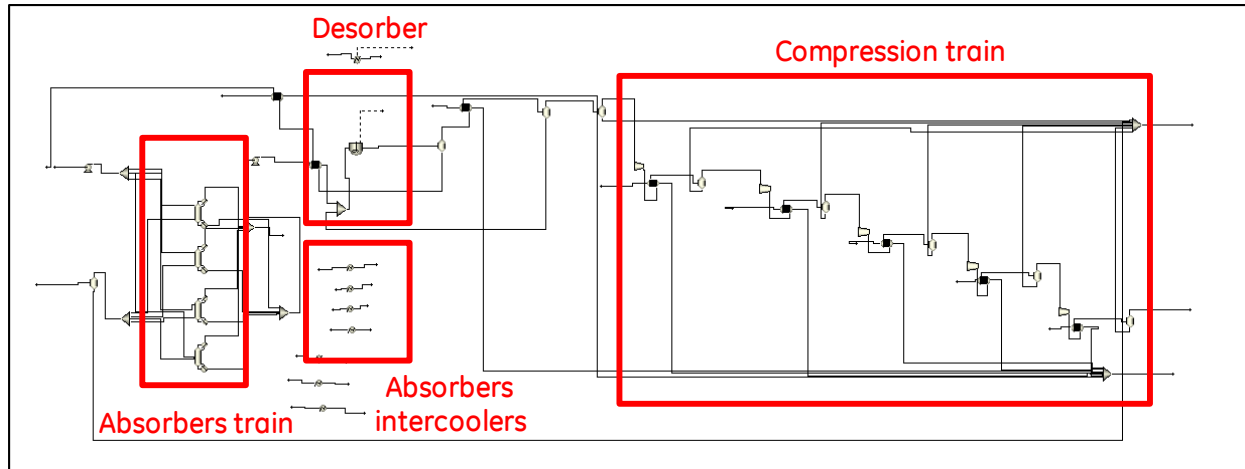 Desorber
Compression train
Absorbers train
Absorbers
intercoolers